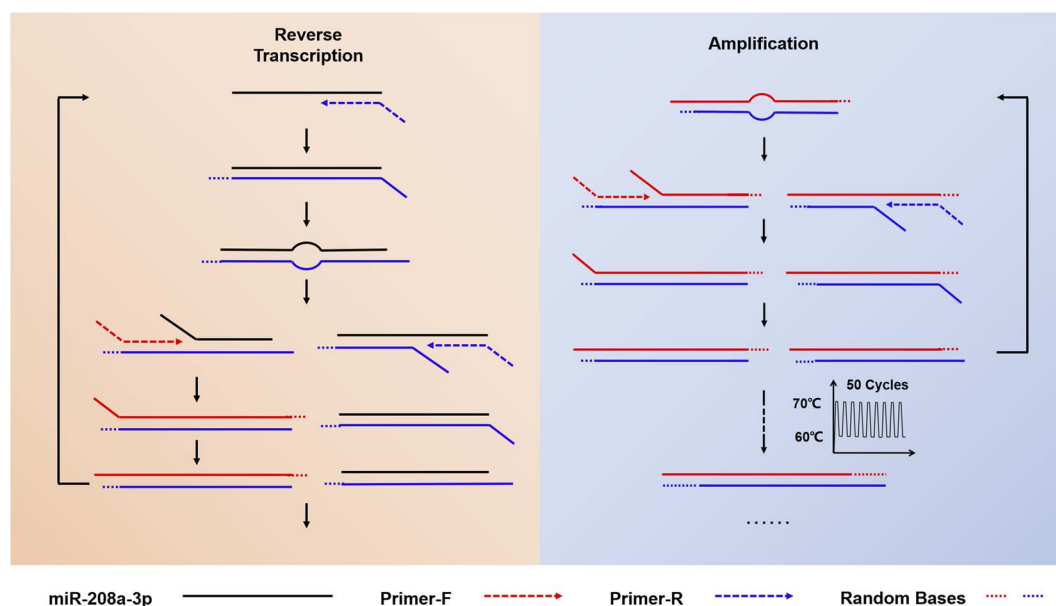 Reverse
Transcription
Amplification
50 Cycles
70℃
60℃
......
miR-208a-3p
Primer-F
Primer-R
Random Bases